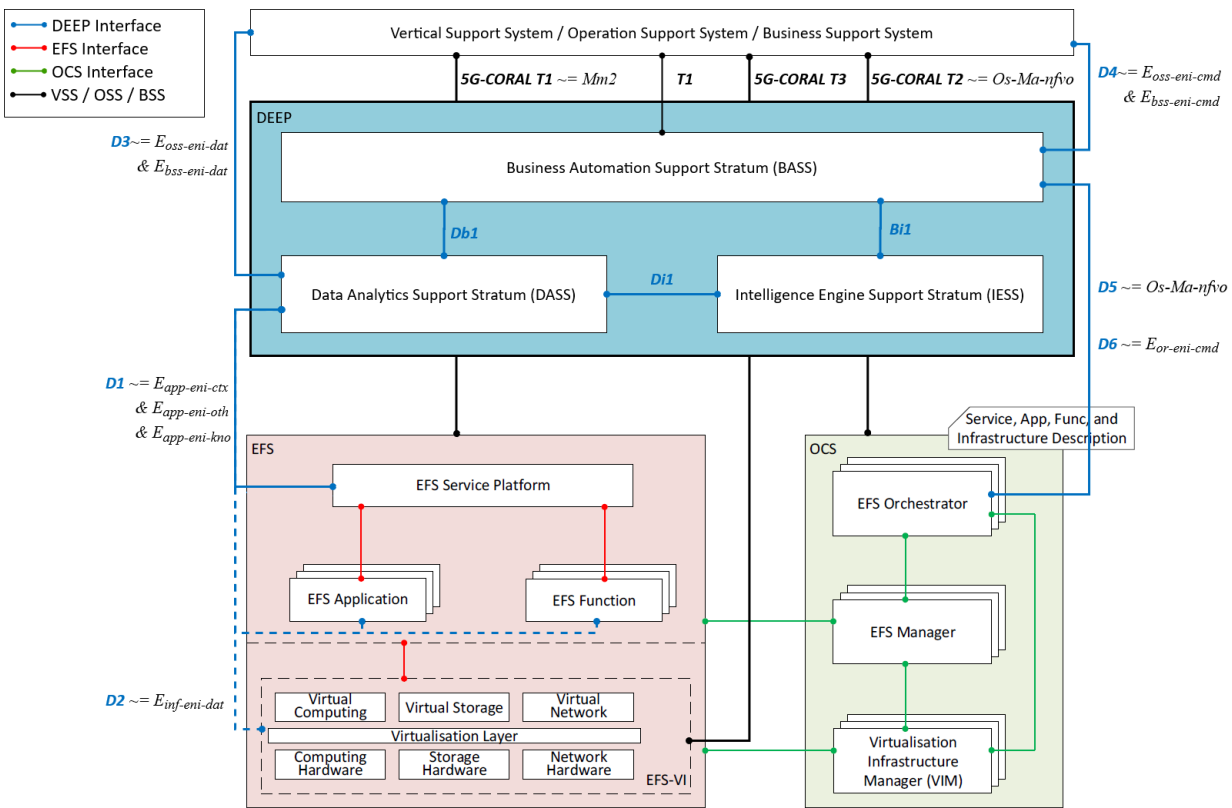 DEEP Interface
EFS Interface
OCS Interface
VSS / OSS / BSS
Vertical Support System / Operation Support System / Business Support System
5G-CORAL T1 ~= Mm2
T1
5G-CORAL T3
5G-CORAL T2 ~= Os-Ma-nfvo
D4~= Eoss-eni-cmd
& Ebss-eni-cmd
D3~= Eoss-eni-dat
& Ebss-eni-dat
DEEP
Business Automation Support Stratum (BASS)
Db1
Bi1
Data Analytics Support Stratum (DASS)
Di1
Intelligence Engine Support Stratum (IESS)
D5 ~= Os-Ma-nfvo
D6 ~= Eor-eni-cmd
D1 ~= Eapp-eni-ctx
& Eapp-eni-oth
& Eapp-eni-kno
Service, App, Func, and
Infrastructure Description
EFS
EFS Service Platform
EFS Application
EFS Function
OCS
EFS Orchestrator
EFS Manager
Virtualisation
Infrastructure
Manager (VIM)
D2 ~= Einf-eni-dat
Virtual
Computing
Virtual Storage
Virtual
Network
Virtualisation Layer
Computing
Hardware
Storage
Hardware
Network
Hardware
EFS-VI